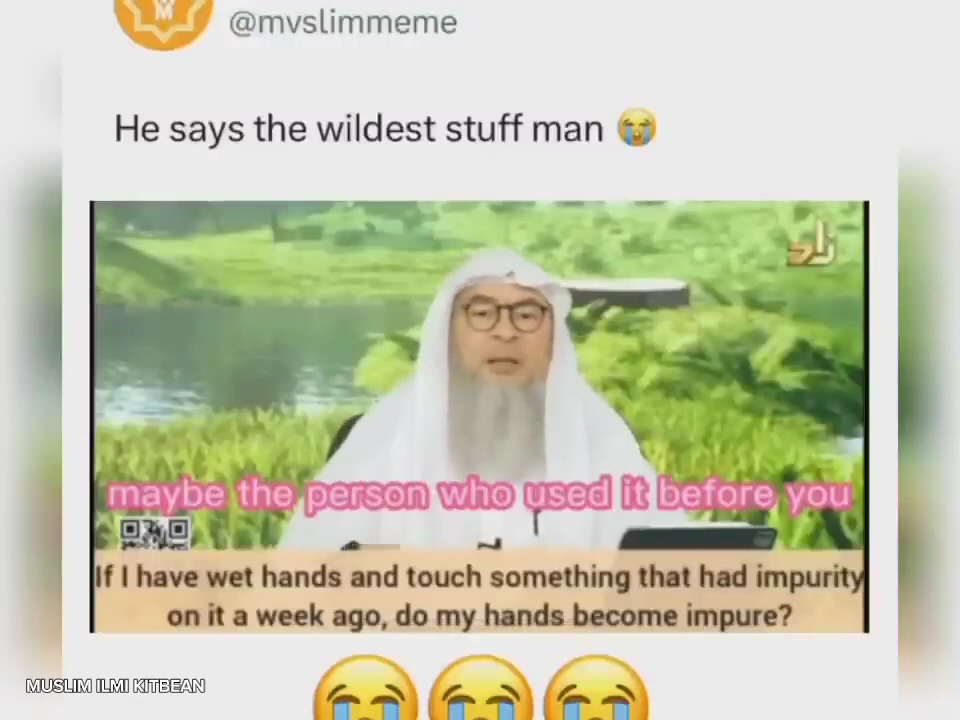 @mvslimmeme
He says the wildest stuff man 😭
زاد
maybe the person who used it before you
If I have wet hands and touch something that had impurity
on it a week ago, do my hands become impure?
😭😭😭
MUSLIM ILMI KITBEAN